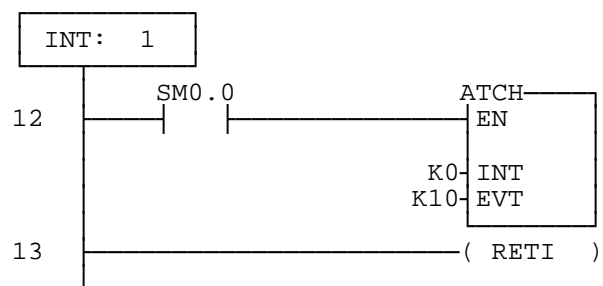 INT: 1
SM0.0 ATCH
12 EN
K0 INT
K10 EVT
13 ( RETI )